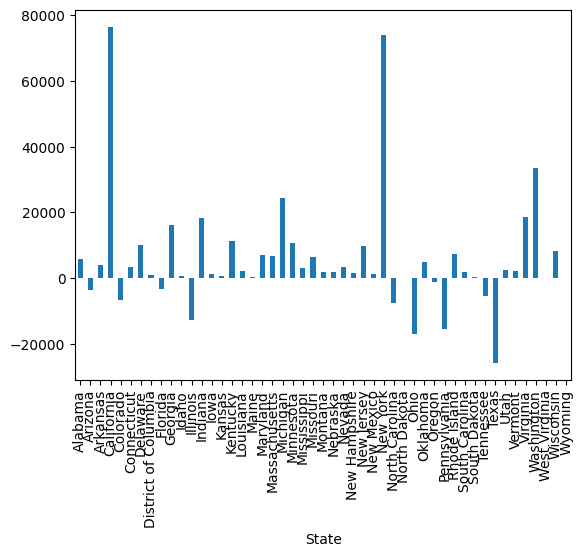 80000
60000
40000
20000
0
−20000
Alabama
Arizona
Arkansas
California
Colorado
Connecticut
Delaware
District of Columbia
Florida
Georgia
Idaho
Illinois
Indiana
Iowa
Kansas
Kentucky
Louisiana
Maine
Maryland
Massachusetts
Michigan
Minnesota
Mississippi
Missouri
Montana
Nebraska
Nevada
New Hampshire
New Jersey
New Mexico
New York
North Carolina
North Dakota
Ohio
Oklahoma
Oregon
Pennsylvania
Rhode Island
South Carolina
South Dakota
Tennessee
Texas
Utah
Vermont
Virginia
Washington
West Virginia
Wisconsin
Wyoming
State